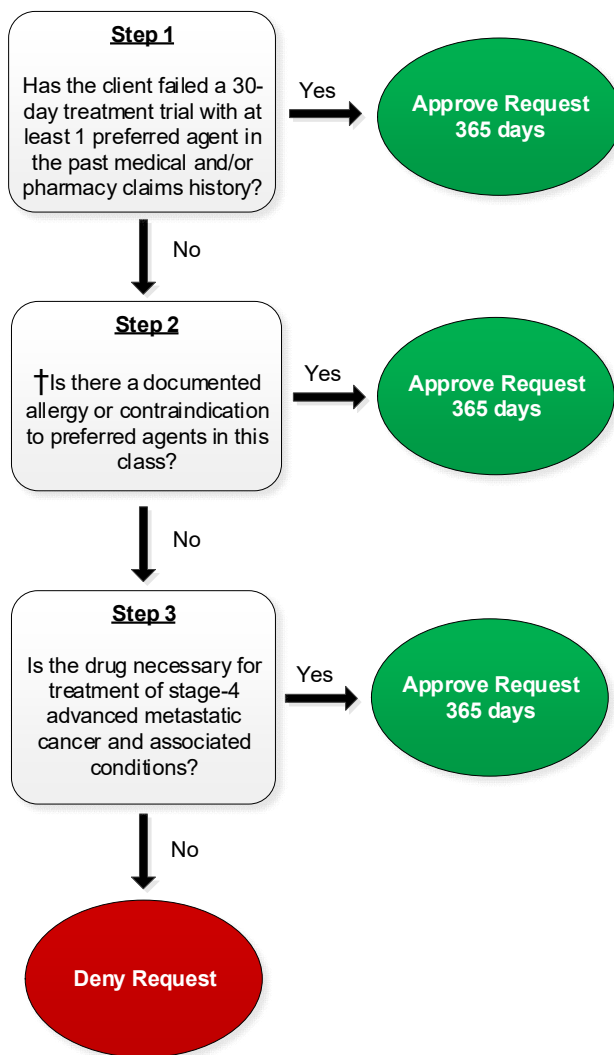 Step 1
Has the client failed a 30-
day treatment trial with at
least 1 preferred agent in
the past medical and/or
pharmacy claims history?
Yes
Approve Request
365 days
No
Step 2
†Is there a documented
allergy or contraindication
to preferred agents in this
class?
Yes
Approve Request
365 days
No
Step 3
Is the drug necessary for
treatment of stage-4
advanced metastatic
cancer and associated
conditions?
Yes
Approve Request
365 days
No
Deny Request